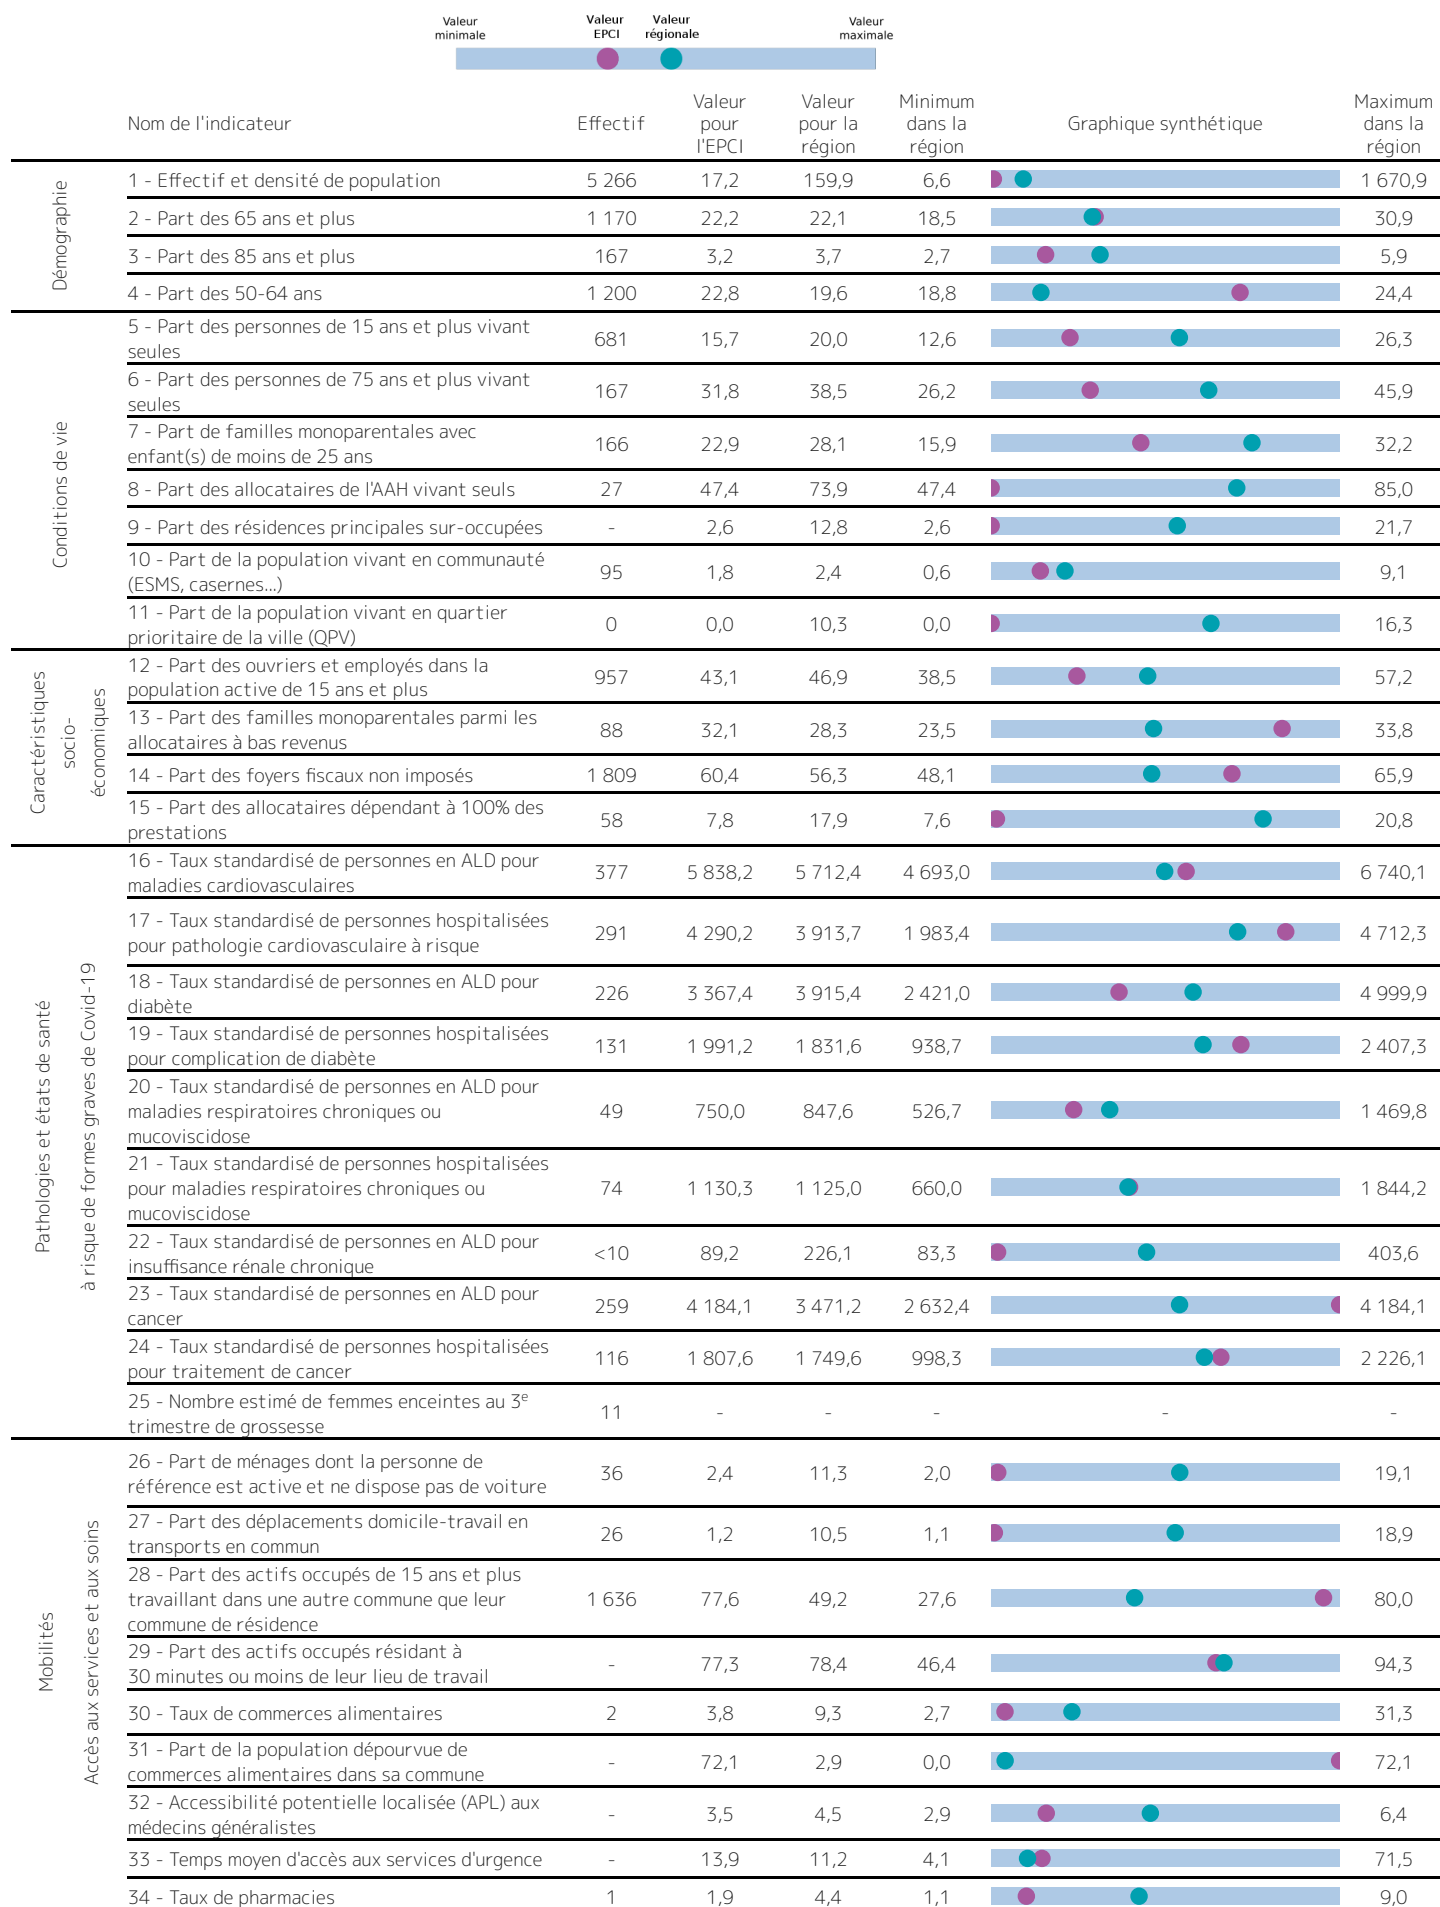 Valeur
minimale
Valeur
EPCI
Valeur
régionale
Valeur
maximale
Nom de l'indicateur
Effectif
Valeur
pour
l'EPCI
Valeur
pour la
région
Minimum
dans la
région
Graphique synthétique
Maximum
dans la
région
Démographie
1 - Effectif et densité de population 5 266 17,2 159,9 6,6 1 670,9
2 - Part des 65 ans et plus 1 170 22,2 22,1 18,5 30,9
3 - Part des 85 ans et plus 167 3,2 3,7 2,7 5,9
4 - Part des 50-64 ans 1 200 22,8 19,6 18,8 24,4
Conditions de vie
5 - Part des personnes de 15 ans et plus vivant
seules 681 15,7 20,0 12,6 26,3
6 - Part des personnes de 75 ans et plus vivant
seules 167 31,8 38,5 26,2 45,9
7 - Part de familles monoparentales avec
enfant(s) de moins de 25 ans 166 22,9 28,1 15,9 32,2
8 - Part des allocataires de l'AAH vivant seuls 27 47,4 73,9 47,4 85,0
9 - Part des résidences principales sur-occupées - 2,6 12,8 2,6 21,7
10 - Part de la population vivant en communauté
(ESMS, casernes...) 95 1,8 2,4 0,6 9,1
11 - Part de la population vivant en quartier
prioritaire de la ville (QPV) 0 0,0 10,3 0,0 16,3
Caractéristiques
socio-
économiques
12 - Part des ouvriers et employés dans la
population active de 15 ans et plus 957 43,1 46,9 38,5 57,2
13 - Part des familles monoparentales parmi les
allocataires à bas revenus 88 32,1 28,3 23,5 33,8
14 - Part des foyers fiscaux non imposés 1 809 60,4 56,3 48,1 65,9
15 - Part des allocataires dépendant à 100% des
prestations 58 7,8 17,9 7,6 20,8
Pathologies et états de santé
à risque de formes graves de Covid-19
16 - Taux standardisé de personnes en ALD pour
maladies cardiovasculaires 377 5 838,2 5 712,4 4 693,0 6 740,1
17 - Taux standardisé de personnes hospitalisées
pour pathologie cardiovasculaire à risque 291 4 290,2 3 913,7 1 983,4 4 712,3
18 - Taux standardisé de personnes en ALD pour
diabète 226 3 367,4 3 915,4 2 421,0 4 999,9
19 - Taux standardisé de personnes hospitalisées
pour complication de diabète 131 1 991,2 1 831,6 938,7 2 407,3
20 - Taux standardisé de personnes en ALD pour
maladies respiratoires chroniques ou
mucoviscidose 49 750,0 847,6 526,7 1 469,8
21 - Taux standardisé de personnes hospitalisées
pour maladies respiratoires chroniques ou
mucoviscidose 74 1 130,3 1 125,0 660,0 1 844,2
22 - Taux standardisé de personnes en ALD pour
insuffisance rénale chronique <10 89,2 226,1 83,3 403,6
23 - Taux standardisé de personnes en ALD pour
cancer 259 4 184,1 3 471,2 2 632,4 4 184,1
24 - Taux standardisé de personnes hospitalisées
pour traitement de cancer 116 1 807,6 1 749,6 998,3 2 226,1
25 - Nombre estimé de femmes enceintes au 3e
trimestre de grossesse 11 - - - - -
Mobilités
Accès aux services et aux soins
26 - Part de ménages dont la personne de
référence est active et ne dispose pas de voiture 36 2,4 11,3 2,0 19,1
27 - Part des déplacements domicile-travail en
transports en commun 26 1,2 10,5 1,1 18,9
28 - Part des actifs occupés de 15 ans et plus
travaillant dans une autre commune que leur
commune de résidence 1 636 77,6 49,2 27,6 80,0
29 - Part des actifs occupés résidant à
30 minutes ou moins de leur lieu de travail - 77,3 78,4 46,4 94,3
30 - Taux de commerces alimentaires 2 3,8 9,3 2,7 31,3
31 - Part de la population dépourvue de
commerces alimentaires dans sa commune - 72,1 2,9 0,0 72,1
32 - Accessibilité potentielle localisée (APL) aux
médecins généralistes - 3,5 4,5 2,9 6,4
33 - Temps moyen d'accès aux services d'urgence - 13,9 11,2 4,1 71,5
34 - Taux de pharmacies 1 1,9 4,4 1,1 9,0